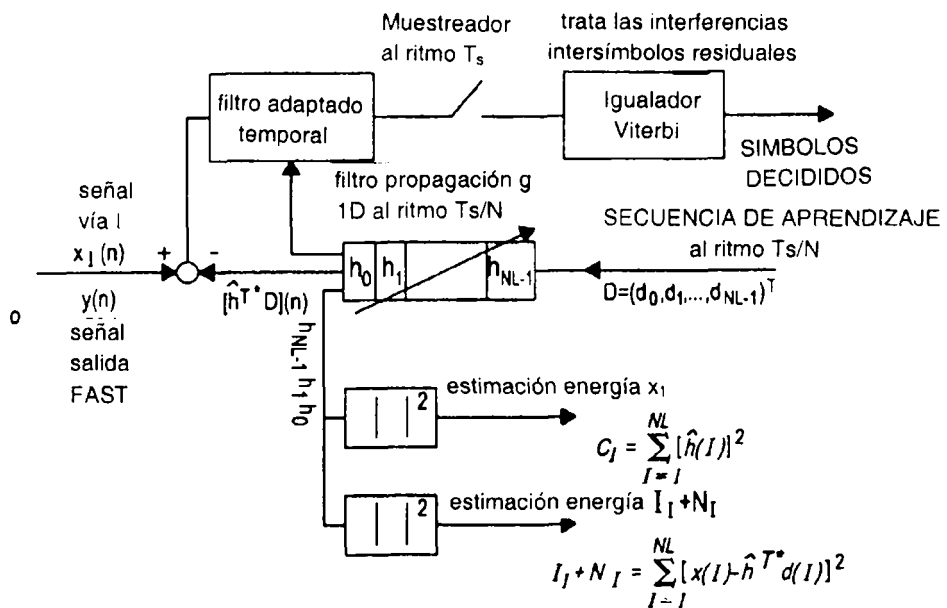 Muestreador
al ritmo Ts
trata las interferencias
intersímbolos residuales
filtro adaptado
temporal
Igualador
Viterbi
SIMBOLOS
DECIDIDOS
filtro propagación g
1D al ritmo Ts/N
SECUENCIA DE APRENDIZAJE
al ritmo Ts/N
señal
vía I
x_I(n)
+
-
h_0 h_1 h_NL-1
[ĥ^T* D](n)
D=(d_0,d_1,...,d_NL-1)^T
o
y(n)
señal
salida
FAST
h_NL-1 h_1 h_0
| |^2
estimación energía x_1
C_I = Σ_{I=I}^{NL} [ĥ(I)]^2
| |^2
estimación energía I_I+N_I
I_I+N_I = Σ_{I=I}^{NL} [x(I)-ĥ^T* d(I)]^2